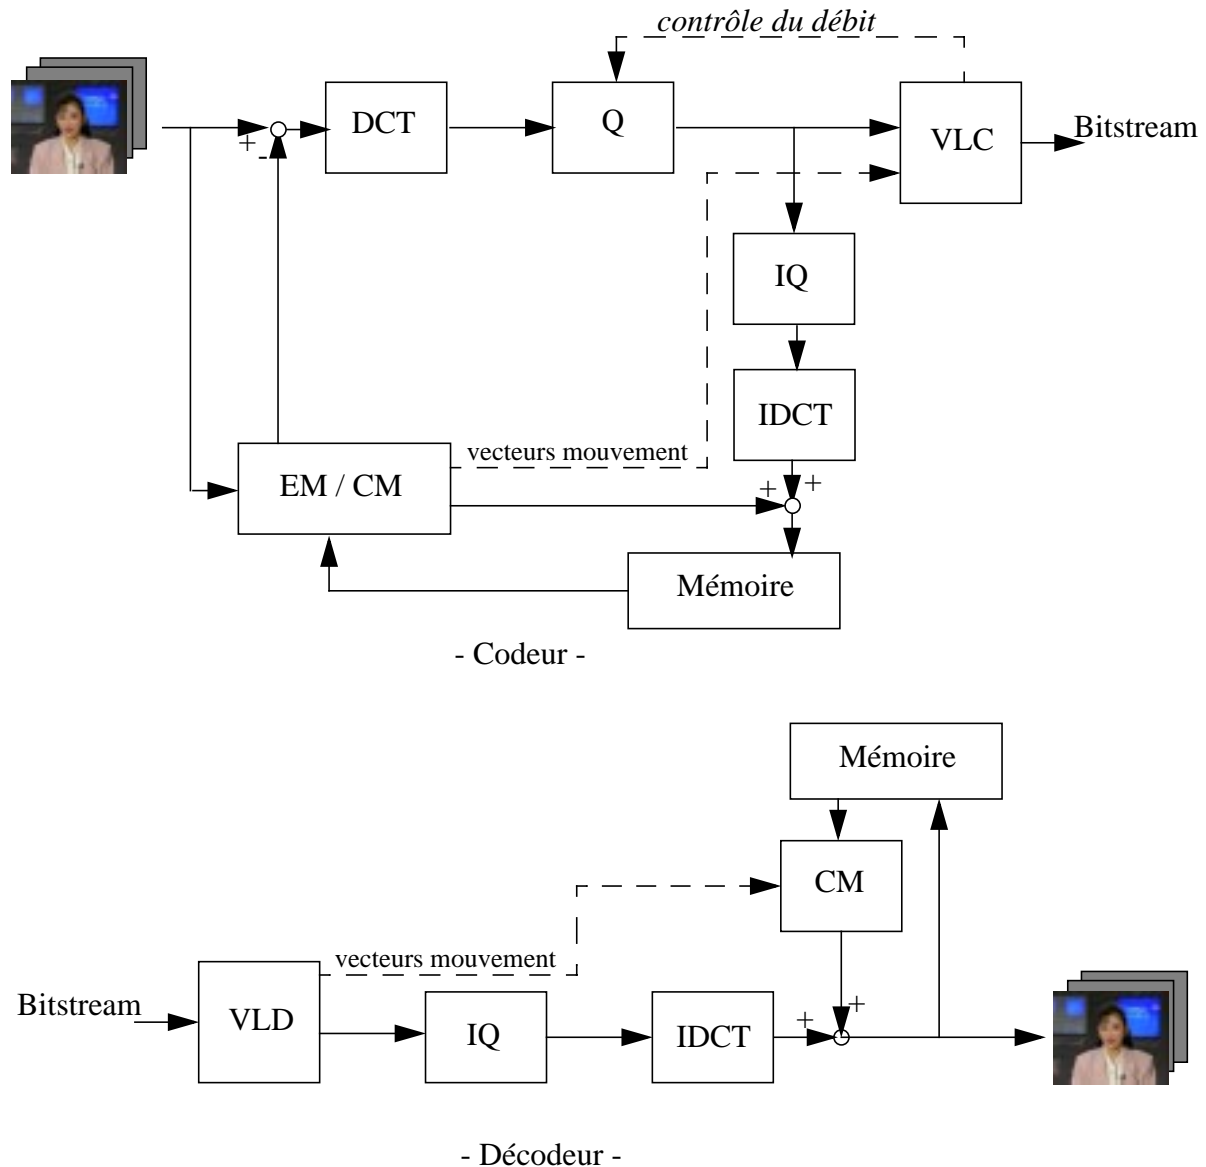 contrôle du débit
DCT
Q
VLC
Bitstream
+
-
IQ
IDCT
vecteurs mouvement
EM / CM
+
+
Mémoire
- Codeur -
Mémoire
CM
vecteurs mouvement
Bitstream
VLD
IQ
IDCT
+
+
- Décodeur -